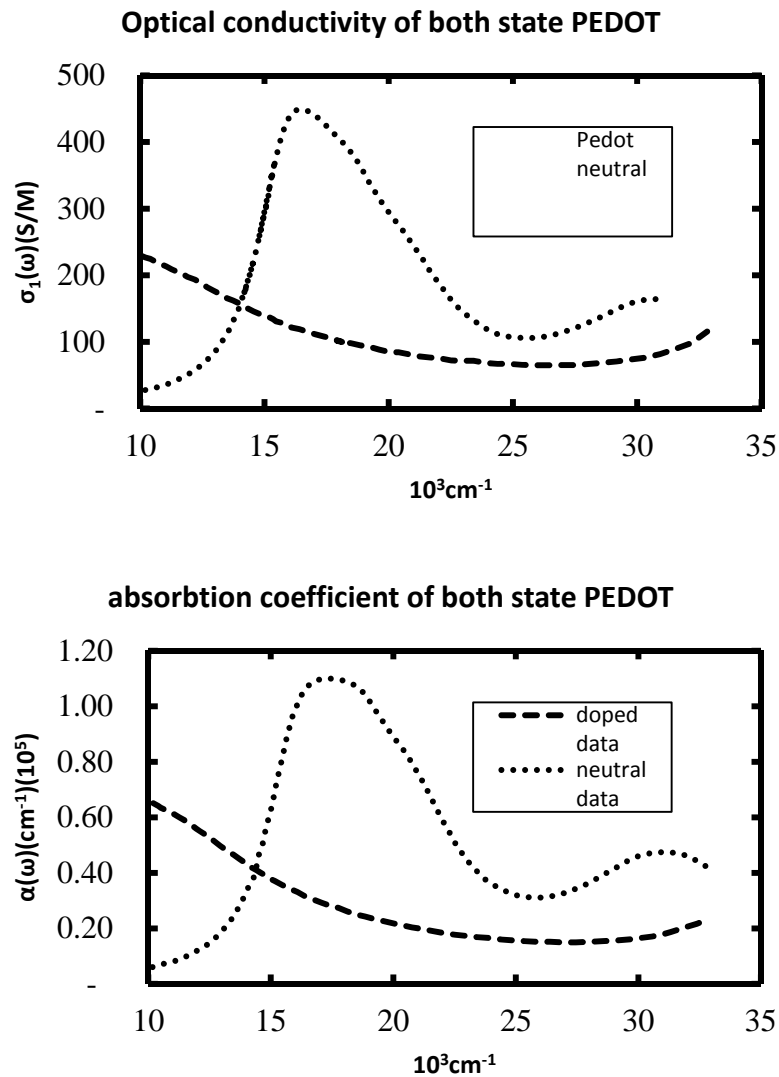 Optical conductivity of both state PEDOT
500
400
300
200
100
-
σ₁(ω)(S/M)
Pedot
neutral
10 15 20 25 30 35
10³cm⁻¹
absorbtion coefficient of both state PEDOT
1.20
1.00
0.80
0.60
0.40
0.20
-
α(ω)(cm⁻¹)(10⁵)
doped
data
neutral
data
10 15 20 25 30 35
10³cm⁻¹